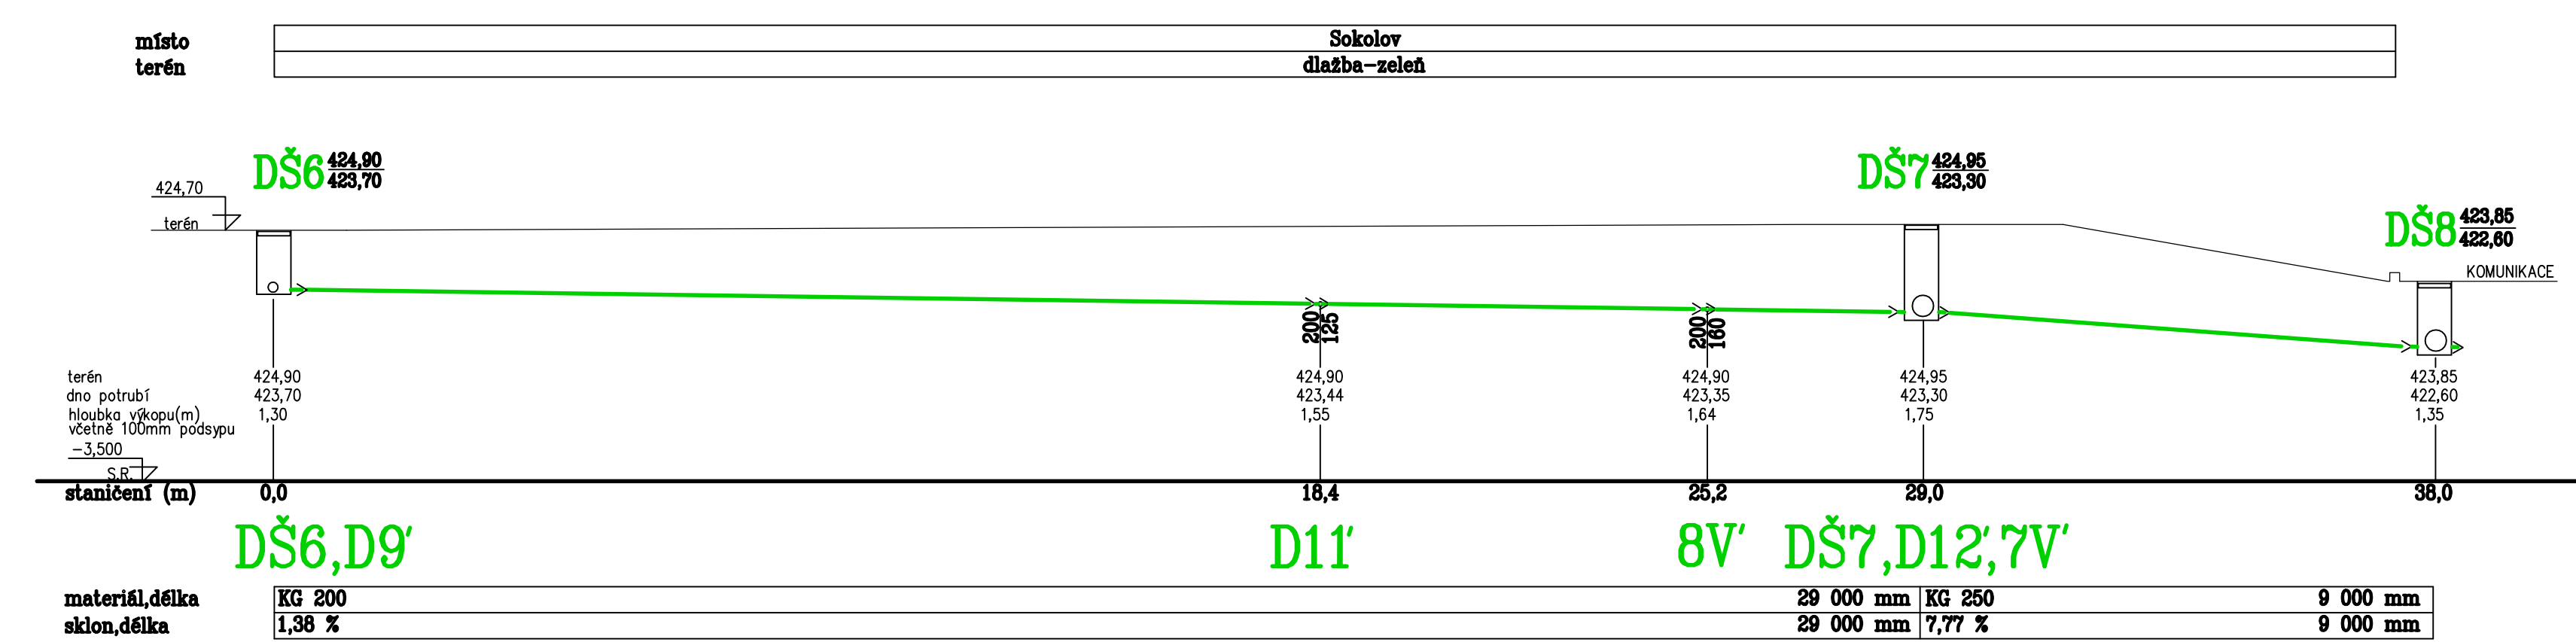 místo Sokolov
terén dlažba-zeleň
DŠ6 424,90
423,70
DŠ7 424,95
423,30
424,70
terén
DŠ8 423,85
422,60
KOMUNIKACE
200 125
200 160
terén 424,90 424,90 424,90 424,95 423,85
dno potrubí 423,70 423,44 423,35 423,30 422,60
hloubka výkopu(m) 1,30 1,55 1,64 1,75 1,35
včetně 100mm podsypu
-3,500
S.R.
staničení (m) 0,0 18,4 25,2 29,0 38,0
DŠ6,D9' D11' 8V' DŠ7,D12',7V'
materiál,délka KG 200 29 000 mm KG 250 9 000 mm
sklon,délka 1,38 % 29 000 mm 7,77 % 9 000 mm